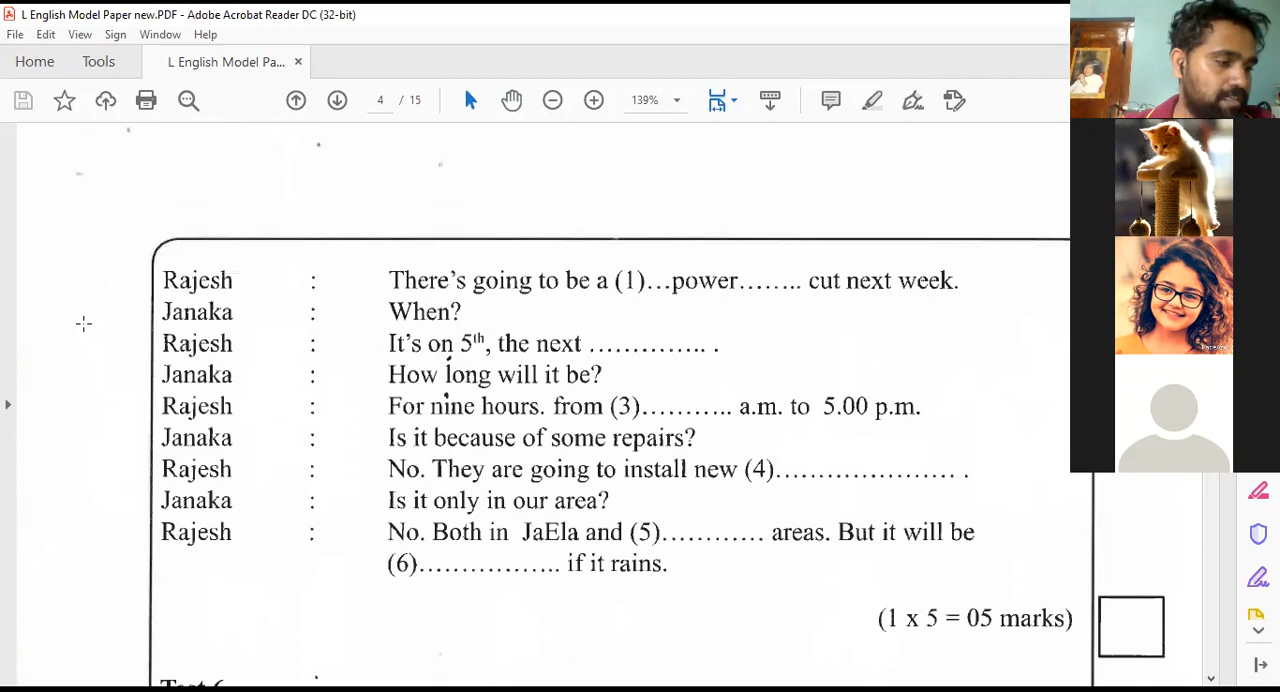 L English Model Paper new.PDF - Adobe Acrobat Reader DC (32-bit)
File Edit View Sign Window Help
Home Tools L English Model Pa... ×
4 / 15 139%
Rajesh : There's going to be a (1)...power........ cut next week.
Janaka : When?
Rajesh : It's on 5th, the next ................ .
Janaka : How long will it be?
Rajesh : For nine hours. from (3)........... a.m. to 5.00 p.m.
Janaka : Is it because of some repairs?
Rajesh : No. They are going to install new (4)..................... .
Janaka : Is it only in our area?
Rajesh : No. Both in JaEla and (5)............ areas. But it will be
(6)................. if it rains.
(1 x 5 = 05 marks)